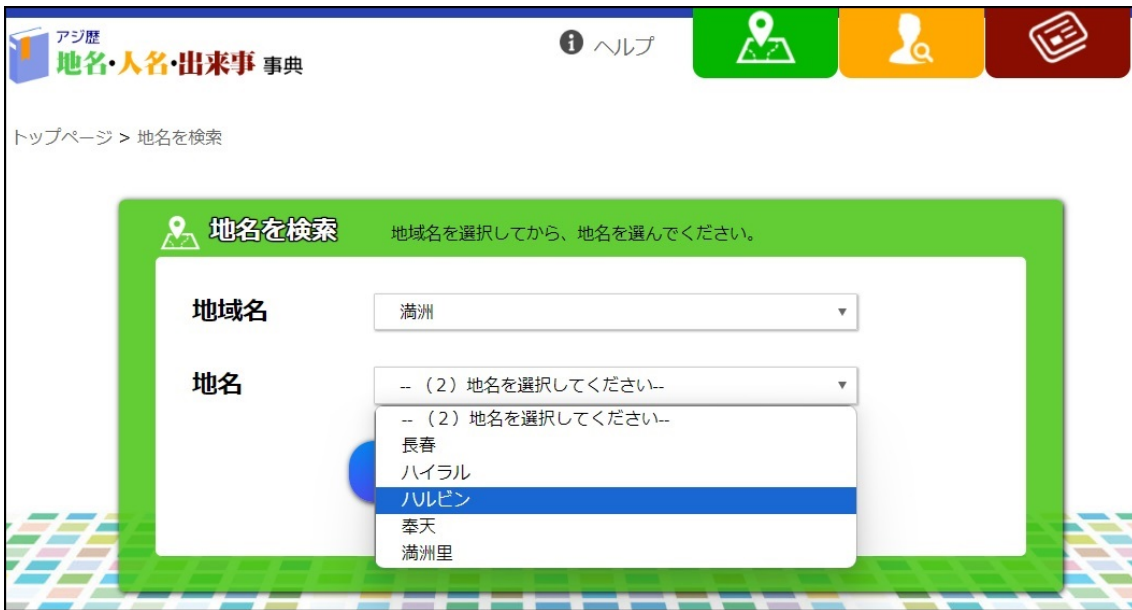 アジ歴
地名・人名・出来事 事典
ヘルプ
トップページ > 地名を検索
地名を検索
地域名を選択してから、地名を選んでください。
地域名
満洲
地名
-- （２）地名を選択してください--
-- （２）地名を選択してください--
長春
ハイラル
ハルビン
奉天
満洲里